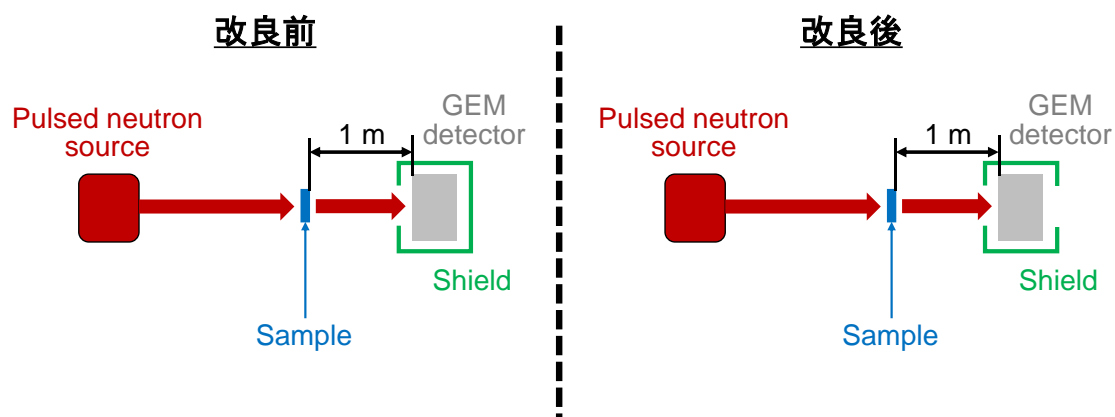 改良前
Pulsed neutron
source
1 m
GEM
detector
Shield
Sample
改良後
Pulsed neutron
source
1 m
GEM
detector
Shield
Sample